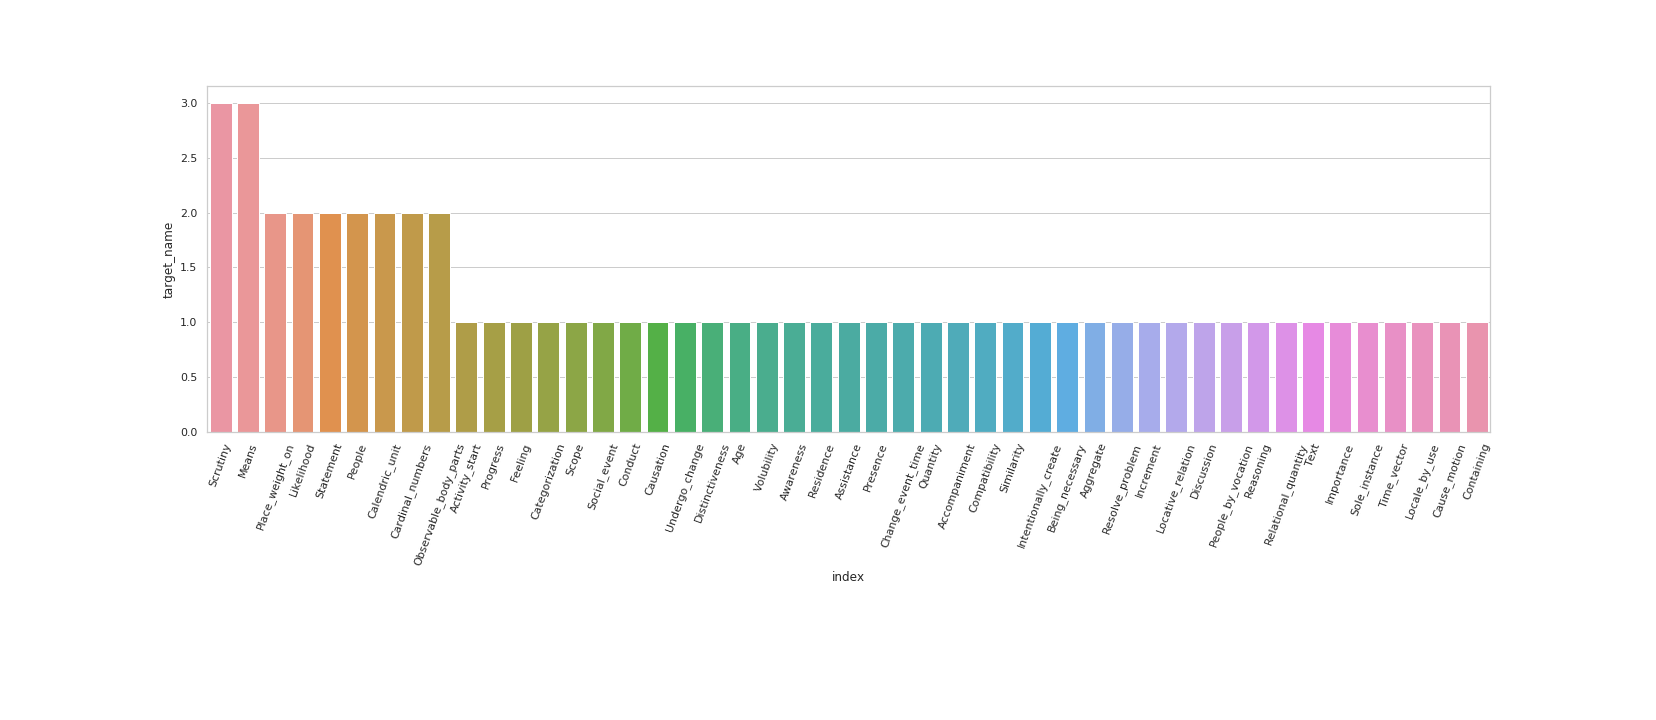 3.0
2.5
2.0
1.5
1.0
0.5
0.0
target_name
Scrutiny
Means
Place_weight_on
Likelihood
Statement
People
Calendric_unit
Cardinal_numbers
Observable_body_parts
Activity_start
Progress
Feeling
Categorization
Scope
Social_event
Conduct
Causation
Undergo_change
Distinctiveness
Age
Volubility
Awareness
Residence
Assistance
Presence
Change_event_time
Quantity
Accompaniment
Compatibility
Similarity
Intentionally_create
Being_necessary
Aggregate
Resolve_problem
Increment
Locative_relation
Discussion
People_by_vocation
Reasoning
Relational_quantity
Text
Importance
Sole_instance
Time_vector
Locale_by_use
Cause_motion
Containing
index